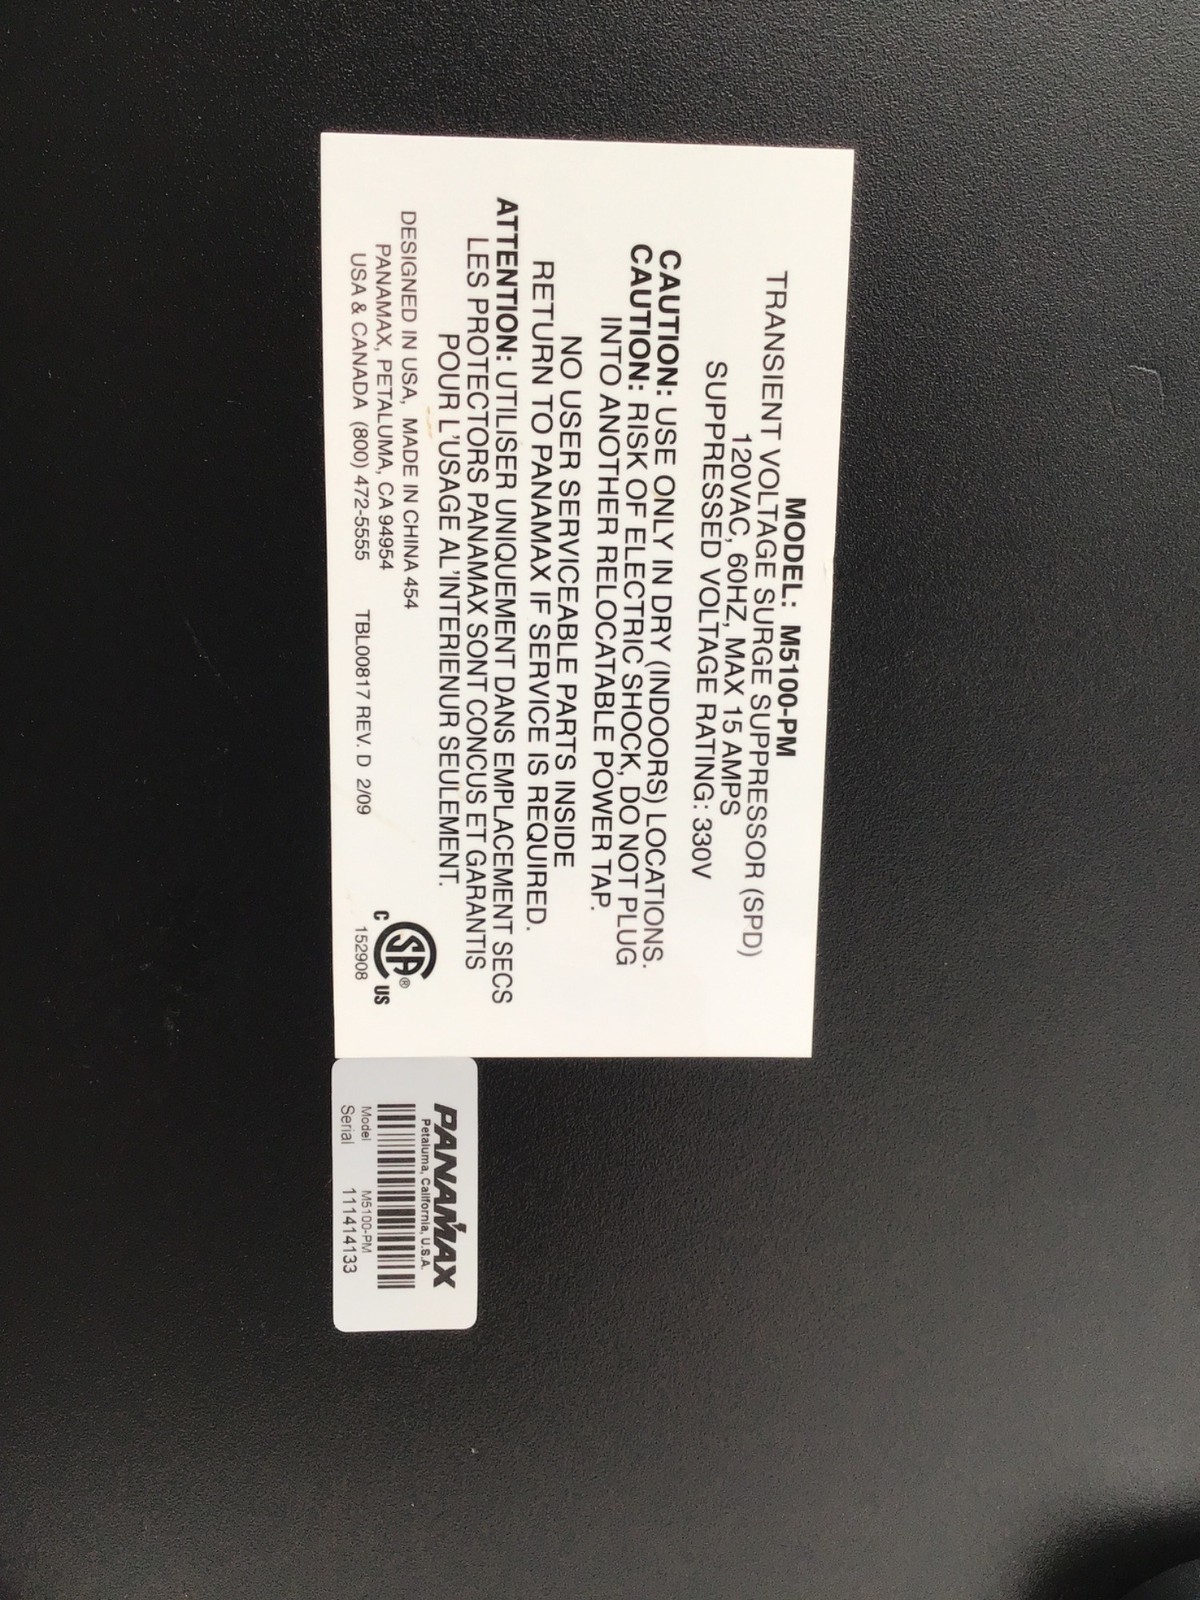 MODEL: M5100-PM
TRANSIENT VOLTAGE SURGE SUPPRESSOR (SPD)
120VAC, 60HZ, MAX 15 AMPS
SUPPRESSED VOLTAGE RATING: 330V
CAUTION: USE ONLY IN DRY (INDOORS) LOCATIONS.
CAUTION: RISK OF ELECTRIC SHOCK, DO NOT PLUG
INTO ANOTHER RELOCATABLE POWER TAP.
NO USER SERVICEABLE PARTS INSIDE
RETURN TO PANAMAX IF SERVICE IS REQUIRED.
ATTENTION: UTILISER UNIQUEMENT DANS EMPLACEMENT SECS
LES PROTECTORS PANAMAX SONT CONCUS ET GARANTIS
POUR L'USAGE AL'INTERIENUR SEULEMENT.
DESIGNED IN USA, MADE IN CHINA 454
PANAMAX, PETALUMA, CA 94954
USA & CANADA (800) 472-5555 TBL00817 REV. D 2/09
C SA® US
152908
PANAMAX
Petaluma, California, U.S.A.
Model M5100-PM
Serial 111414133